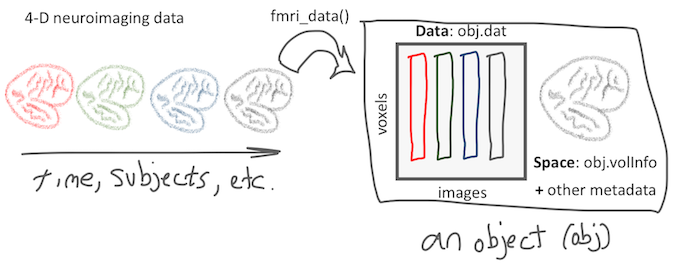 4-D neuroimaging data
fmri_data()
Data: obj.dat
voxels
images
Space: obj.volInfo
+ other metadata
time, subjects, etc.
an object (obj)